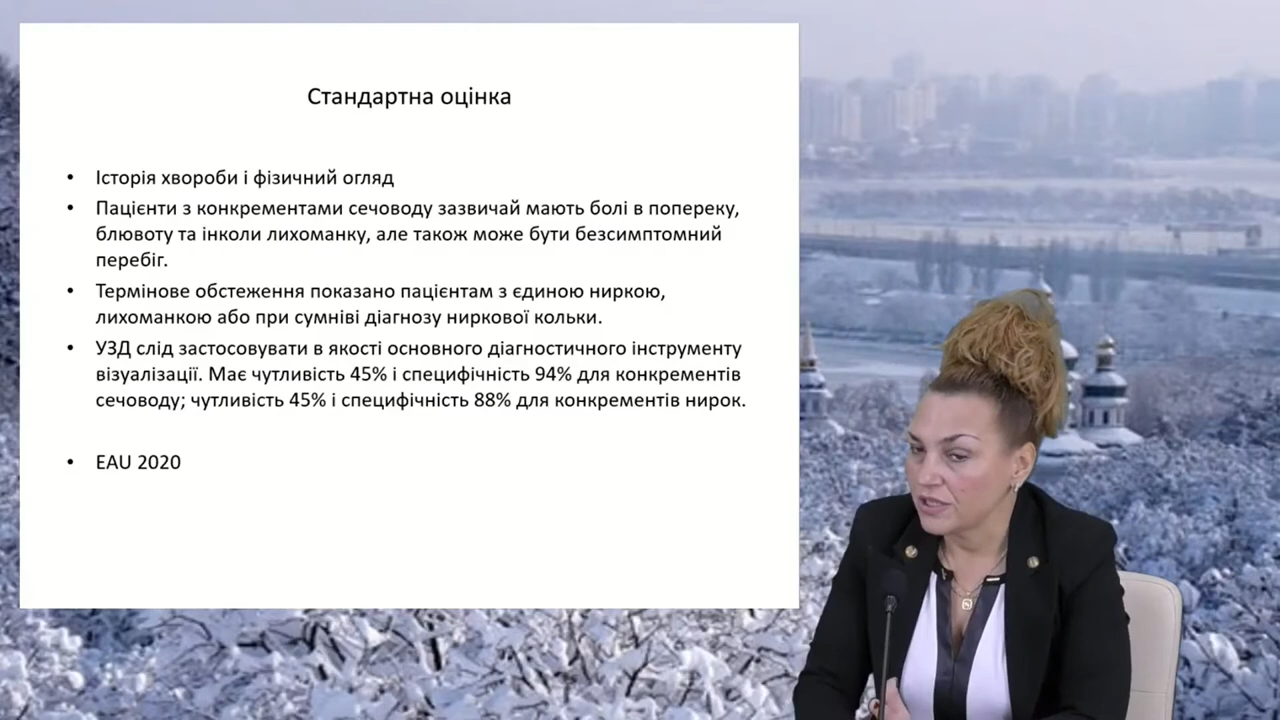 Стандартна оцінка
• Історія хвороби і фізичний огляд
• Пацієнти з конкрементами сечоводу зазвичай мають болі в попереку,
блювоту та інколи лихоманку, але також може бути безсимптомний
перебіг.
• Термінове обстеження показано пацієнтам з єдиною ниркою,
лихоманкою або при сумніві діагнозу ниркової кольки.
• УЗД слід застосовувати в якості основного діагностичного інструменту
візуалізації. Має чутливість 45% і специфічність 94% для конкрементів
сечоводу; чутливість 45% і специфічність 88% для конкрементів нирок.
• EAU 2020